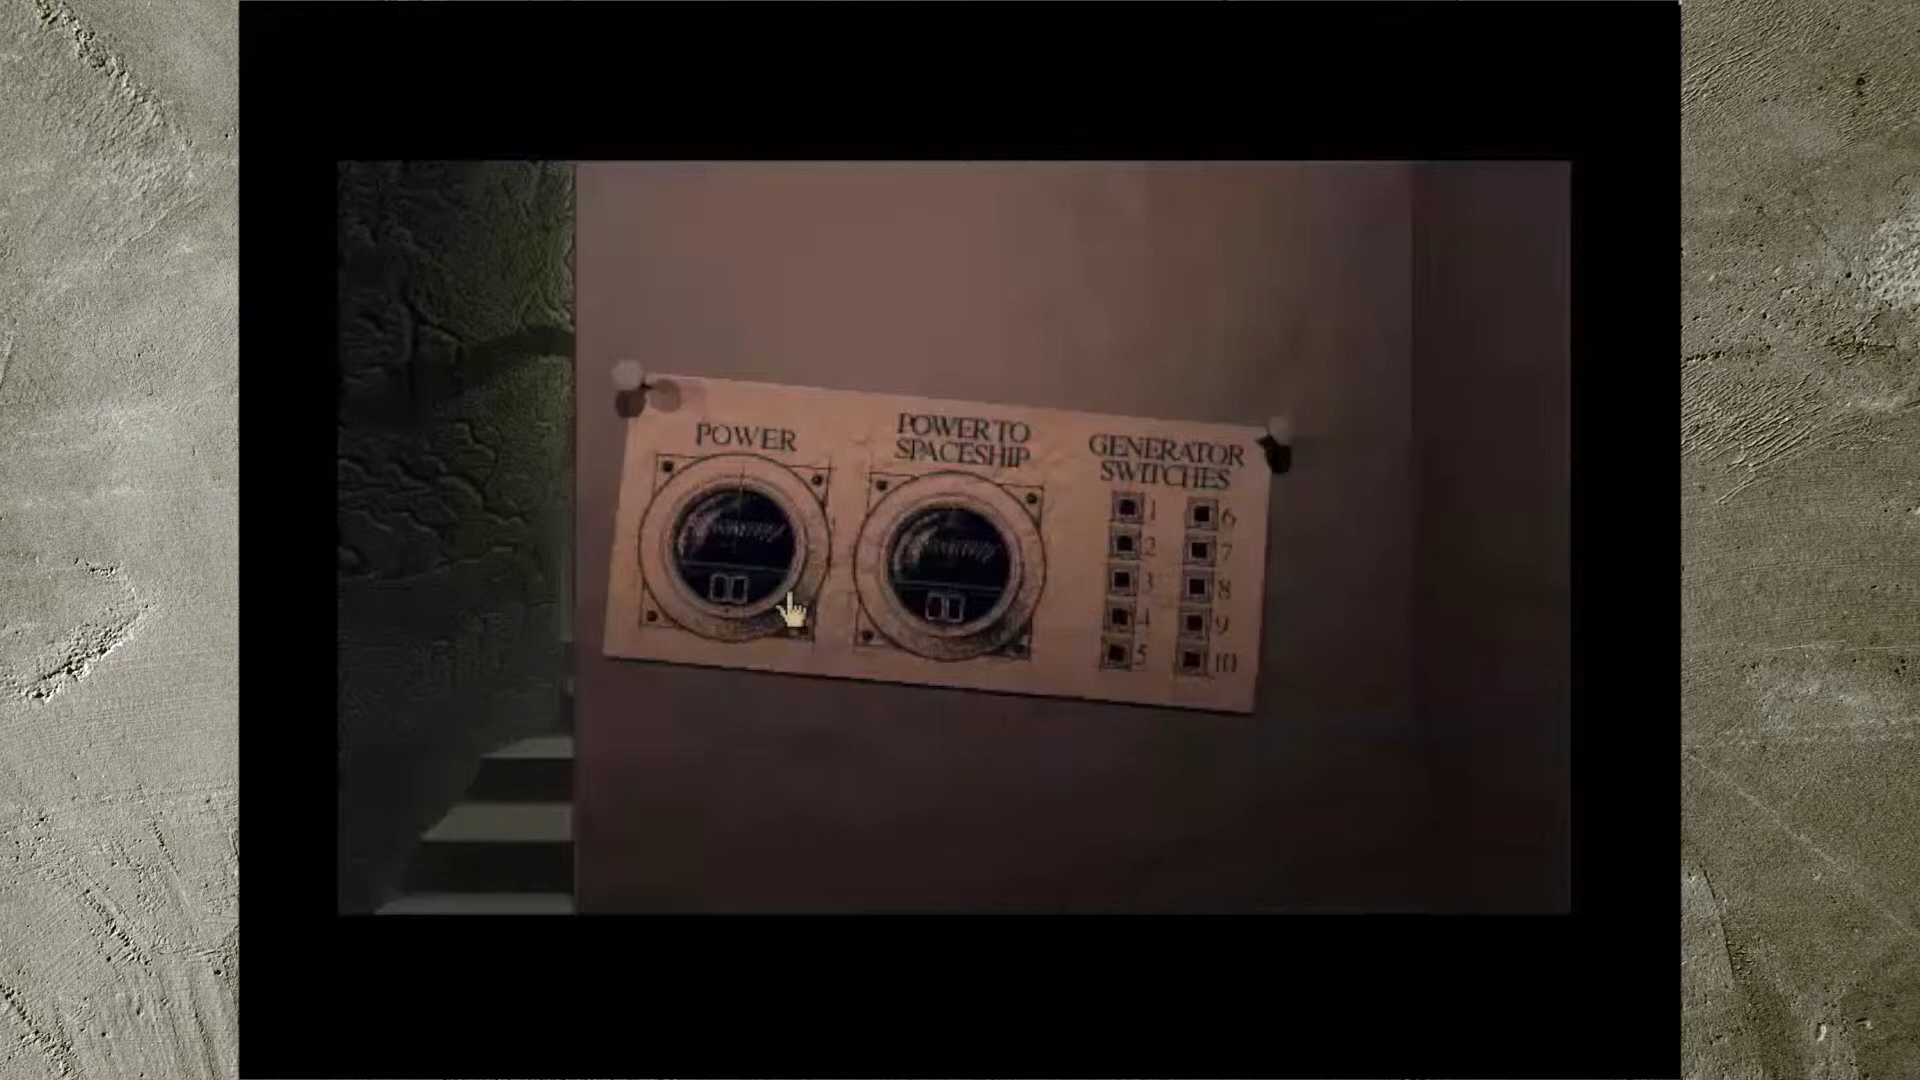 POWER
00
POWER TO
SPACESHIP
00
GENERATOR
SWITCHES
1 6
2 7
3 8
4 9
5 10